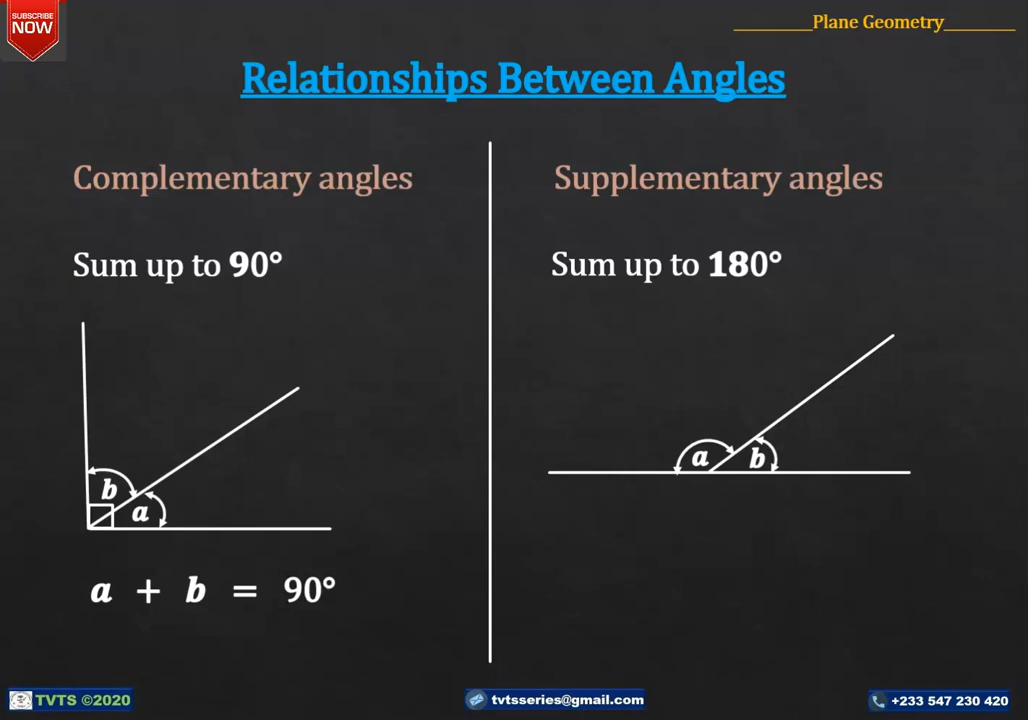 SUBSCRIBE
NOW
Plane Geometry
Relationships Between Angles
Complementary angles
Sum up to 90°
b
a
a + b = 90°
Supplementary angles
Sum up to 180°
a
b
TVTS ©2020
tvtsseries@gmail.com
+233 547 230 420